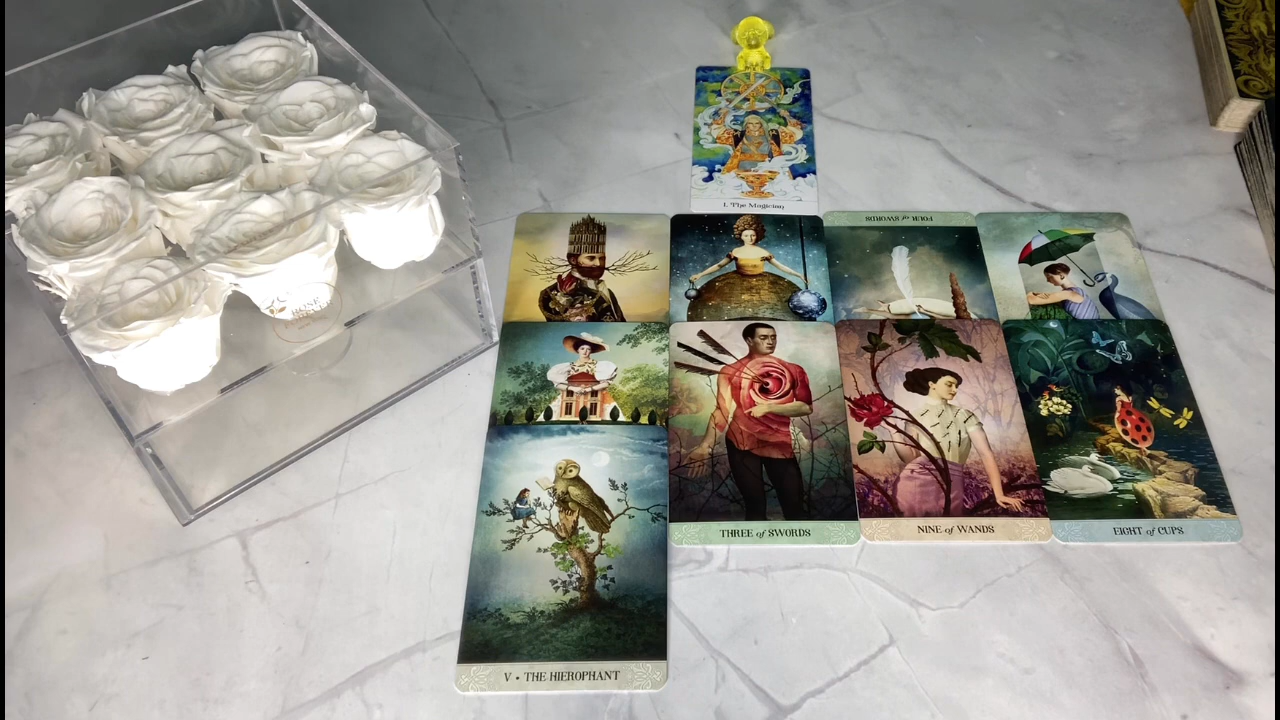 I. The Magician
FOUR of SWORDS
THREE of SWORDS
NINE of WANDS
EIGHT of CUPS
V • THE HIEROPHANT